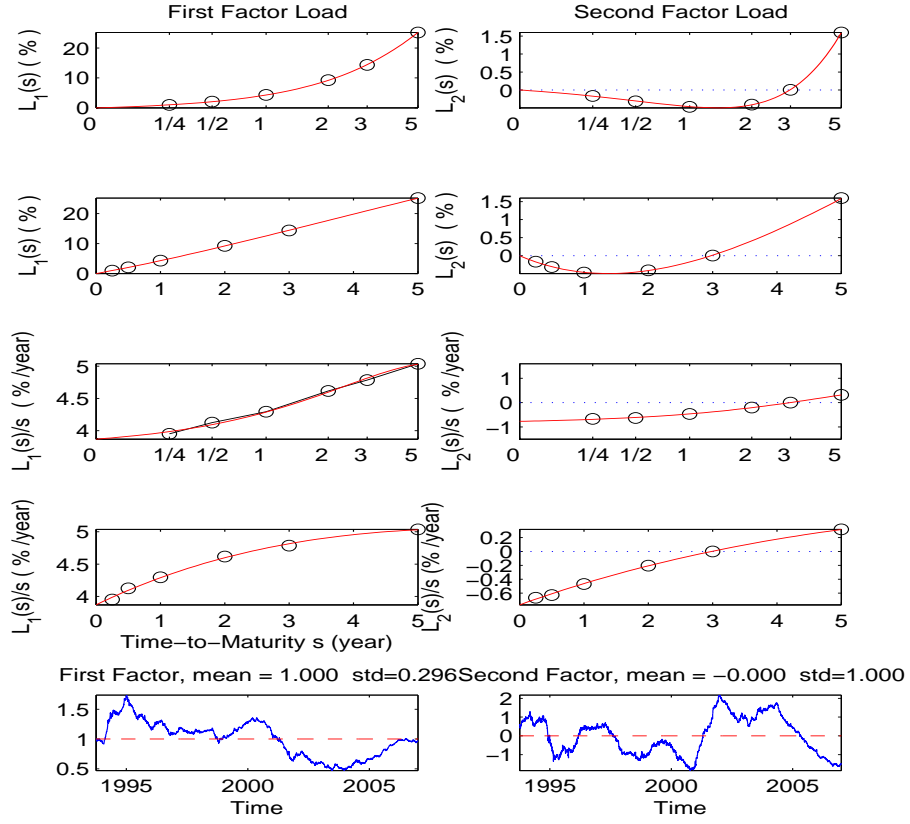 First Factor Load
Second Factor Load
L1(s) ( % )
20
10
0
0 1/4 1/2 1 2 3 5
L2(s) ( % )
1.5
1
0.5
0
0 1/4 1/2 1 2 3 5
L1(s) ( % )
20
10
0
0 1 2 3 4 5
L2(s) ( % )
1.5
1
0.5
0
0 1 2 3 4 5
L1(s)/s ( % /year)
5
4.5
4
0 1/4 1/2 1 2 3 5
L2(s)/s ( % /year)
1
0
−1
0 1/4 1/2 1 2 3 5
L1(s)/s ( % /year)
5
4.5
4
0 1 2 3 4 5
Time−to−Maturity s (year)
L2(s)/s (% /year)
0.2
0
−0.2
−0.4
−0.6
0 1 2 3 4 5
First Factor, mean = 1.000 std=0.296
Second Factor, mean = −0.000 std=1.000
1.5
1
0.5
1995 2000 2005
Time
2
1
0
−1
1995 2000 2005
Time